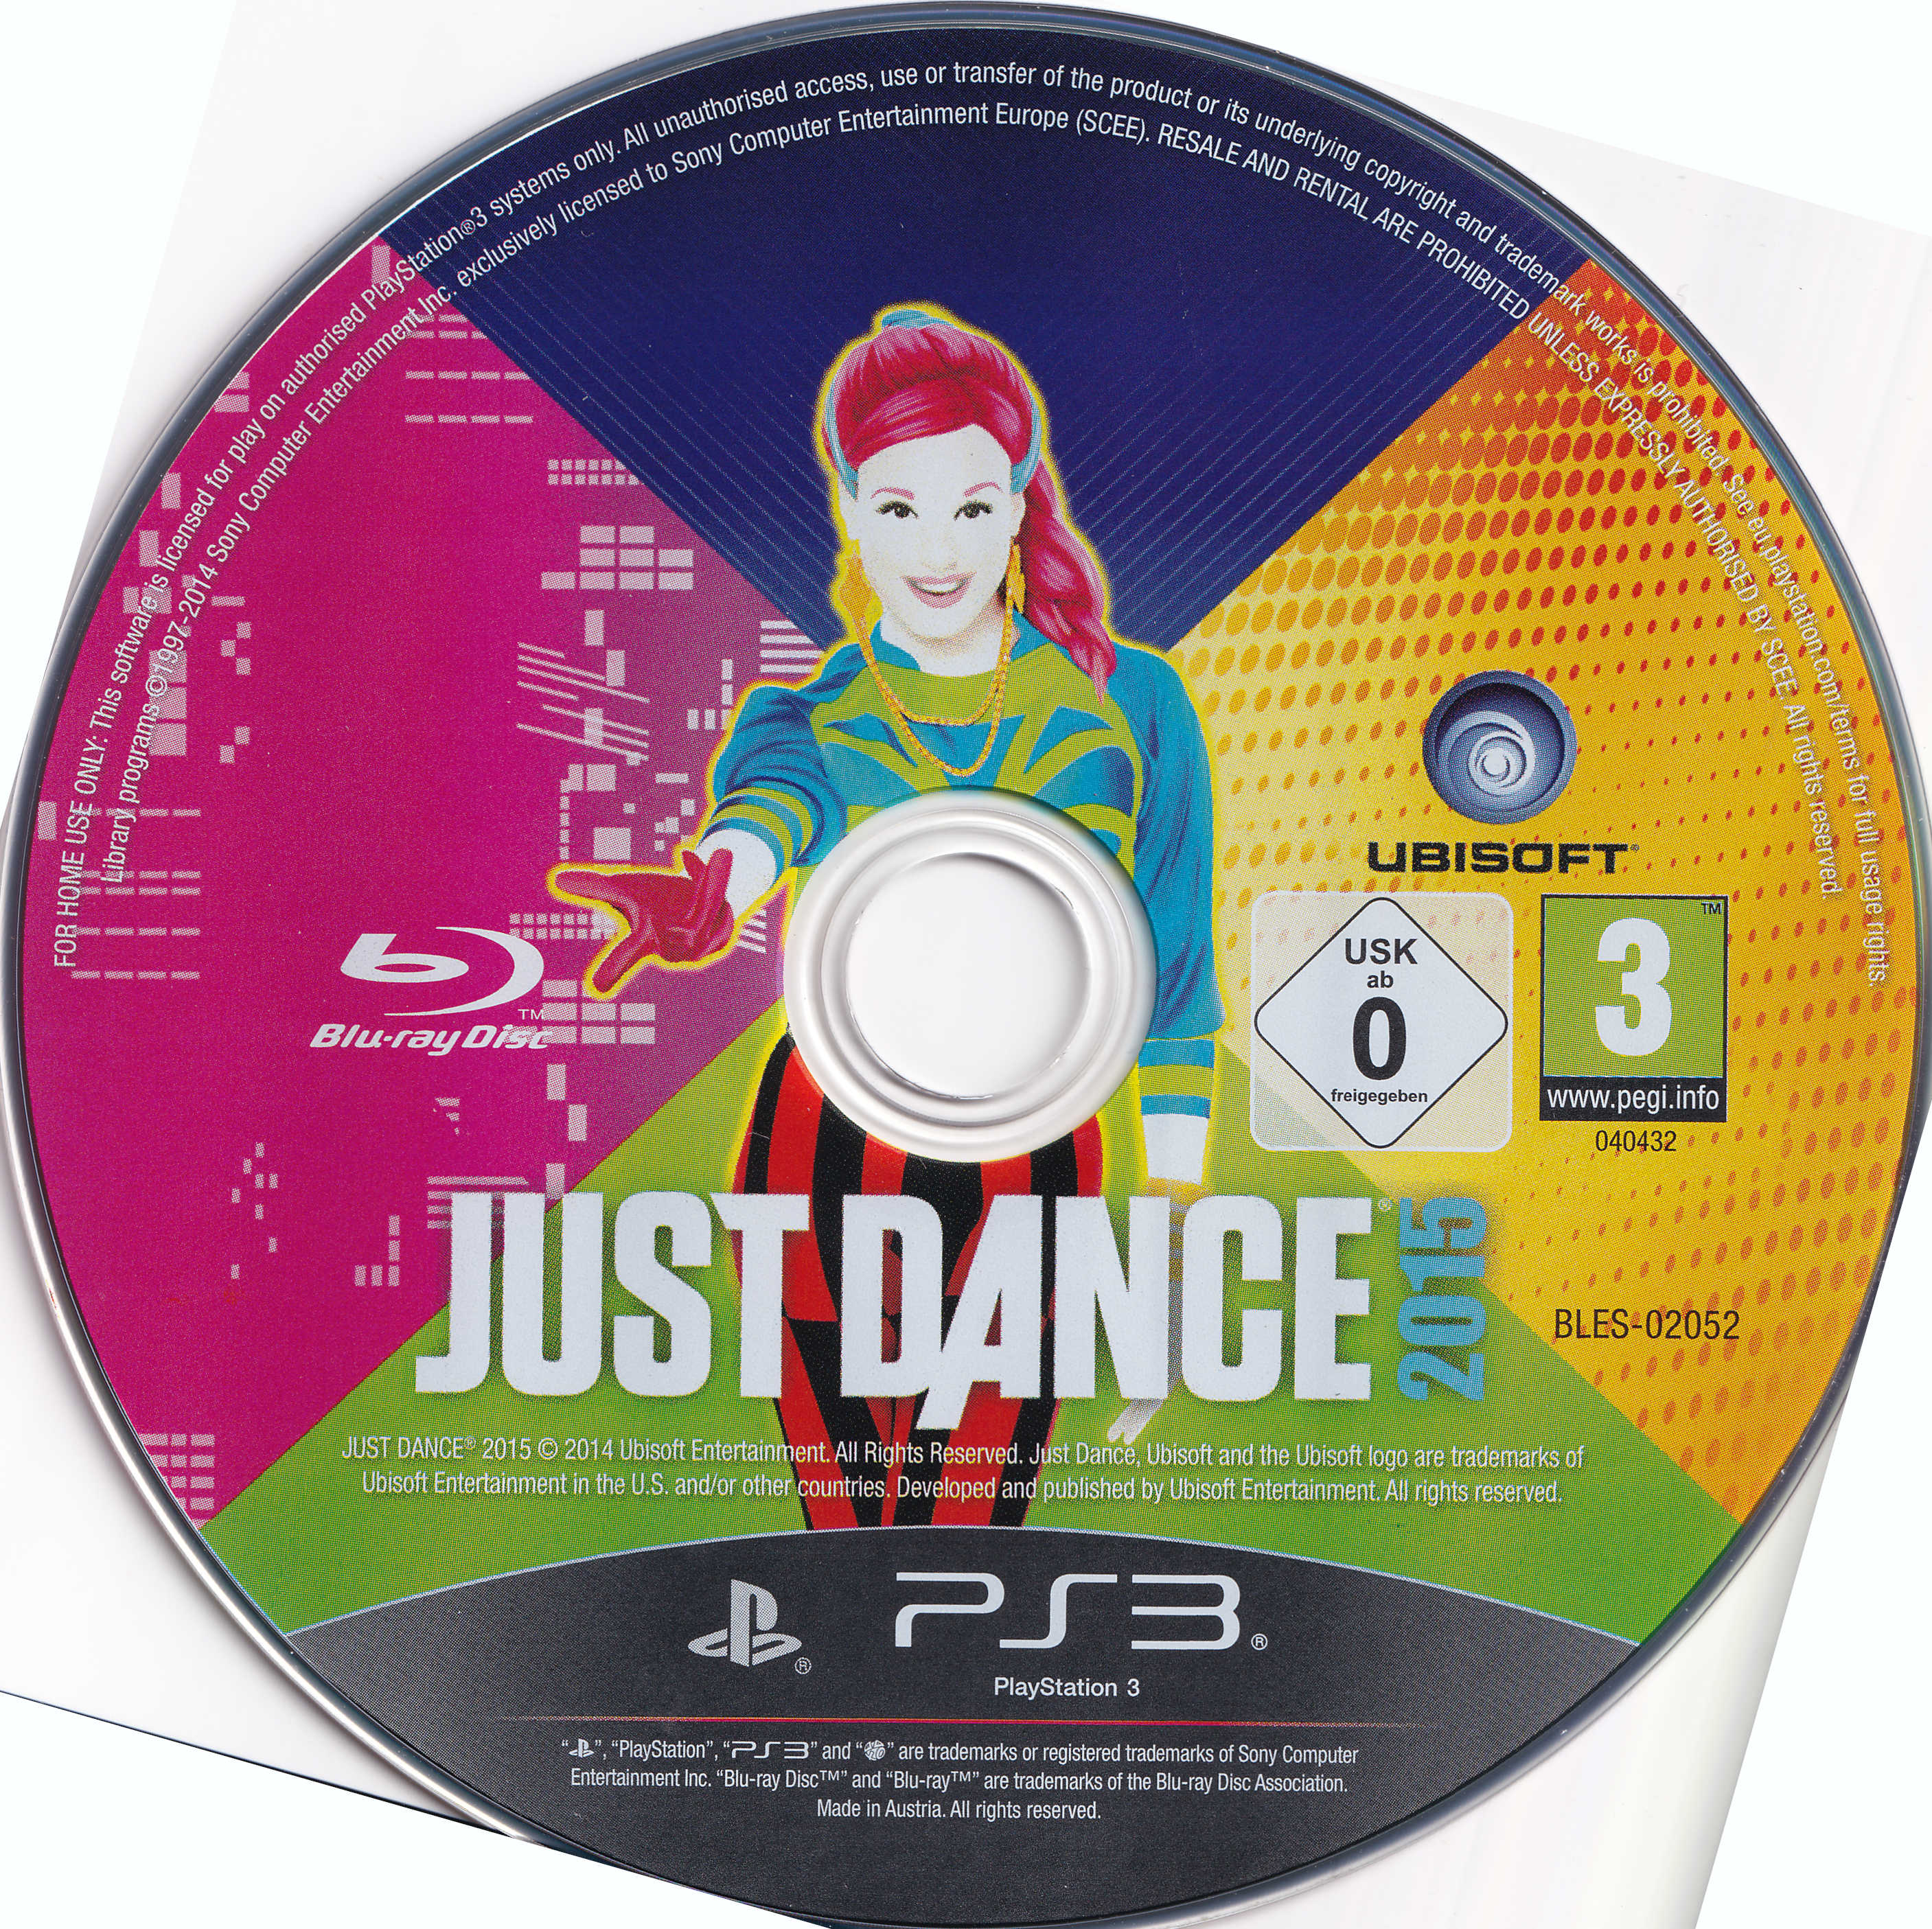 FOR HOME USE ONLY: This software is licensed for play on authorised PlayStation®3 systems only. All unauthorised access, use or transfer of the product or its underlying copyright and trademark works is prohibited. See eu.playstation.com/terms for full usage rights.
Library programs ©1997-2014 Sony Computer Entertainment Inc. exclusively licensed to Sony Computer Entertainment Europe (SCEE). RESALE AND RENTAL ARE PROHIBITED UNLESS EXPRESSLY AUTHORISED BY SCEE. All rights reserved.
UBISOFT®
Blu-ray Disc™
USK
ab
0
freigegeben
3™
www.pegi.info
040432
JUST DANCE® 2015
BLES-02052
JUST DANCE® 2015 © 2014 Ubisoft Entertainment. All Rights Reserved. Just Dance, Ubisoft and the Ubisoft logo are trademarks of
Ubisoft Entertainment in the U.S. and/or other countries. Developed and published by Ubisoft Entertainment. All rights reserved.
® PS3®
PlayStation 3
“ ”, “PlayStation”, “PS3” and “ ” are trademarks or registered trademarks of Sony Computer
Entertainment Inc. “Blu-ray Disc™” and “Blu-ray™” are trademarks of the Blu-ray Disc Association.
Made in Austria. All rights reserved.